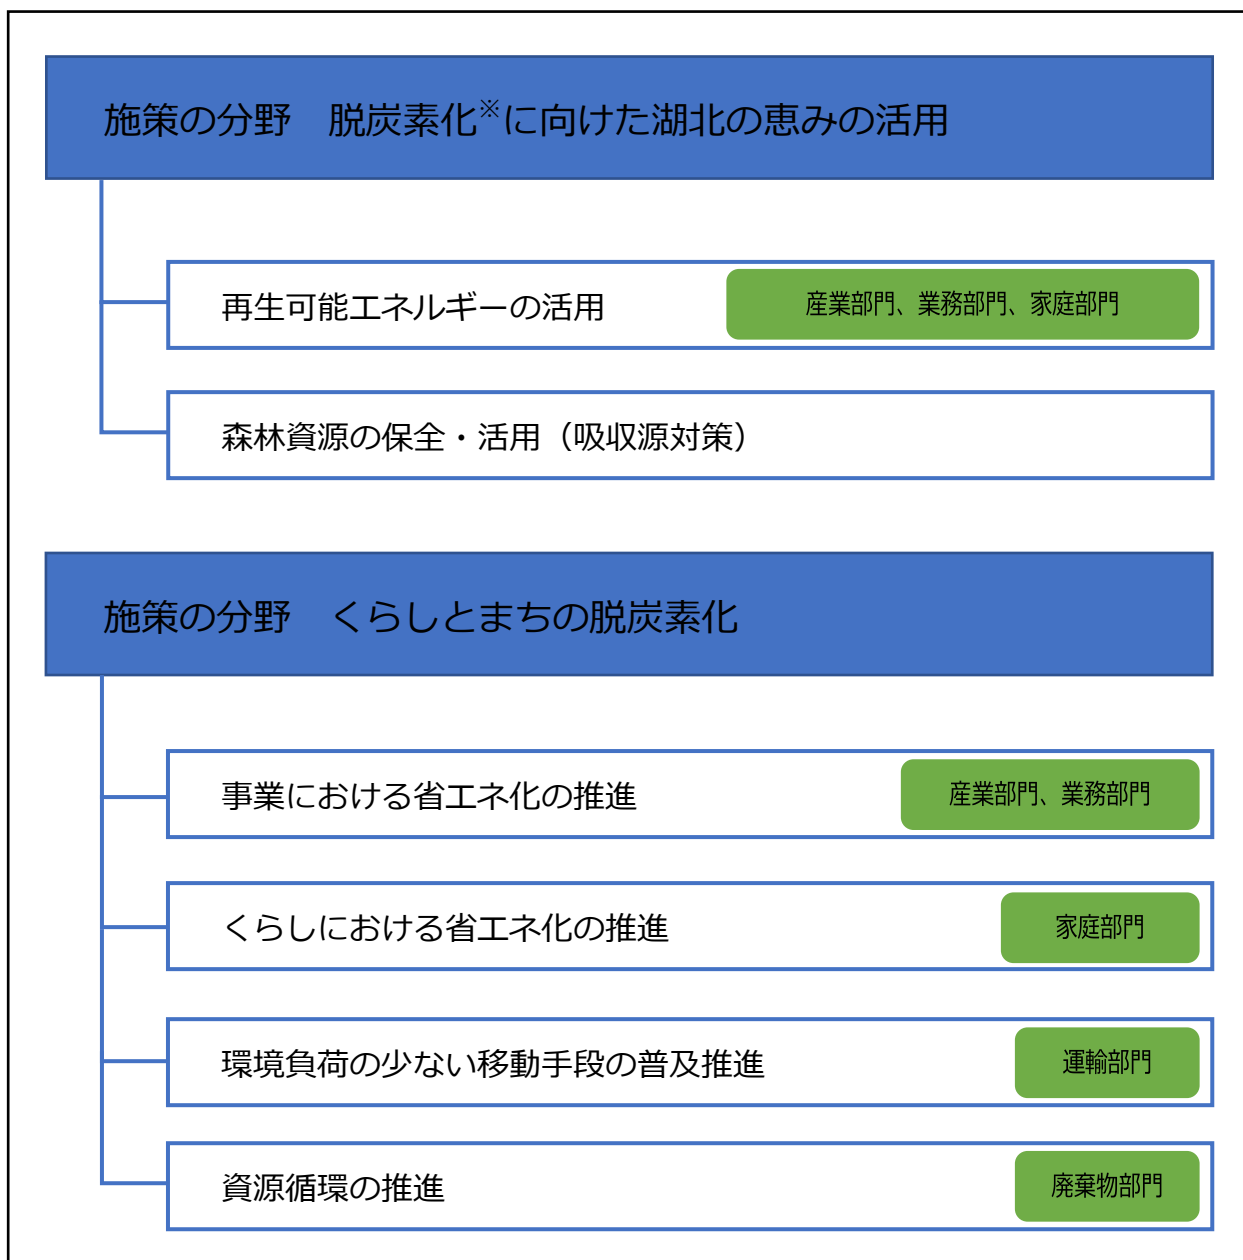 施策の分野　脱炭素化※に向けた湖北の恵みの活用
再生可能エネルギーの活用
産業部門、業務部門、家庭部門
森林資源の保全・活用（吸収源対策）
施策の分野　くらしとまちの脱炭素化
事業における省エネ化の推進
産業部門、業務部門
くらしにおける省エネ化の推進
家庭部門
環境負荷の少ない移動手段の普及推進
運輸部門
資源循環の推進
廃棄物部門